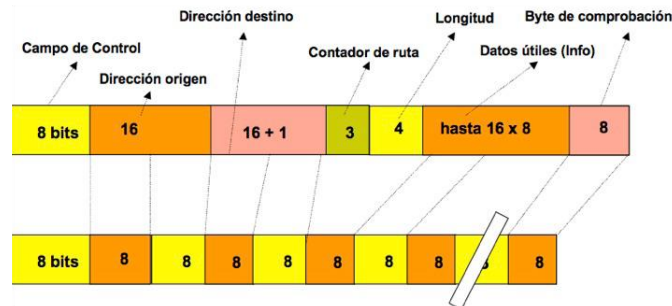 Dirección destino
Longitud
Byte de comprobación
Campo de Control
Contador de ruta
Datos útiles (Info)
Dirección origen
8 bits 16 16 + 1 3 4 hasta 16 x 8 8
8 bits 8 8 8 8 8 8 8 8